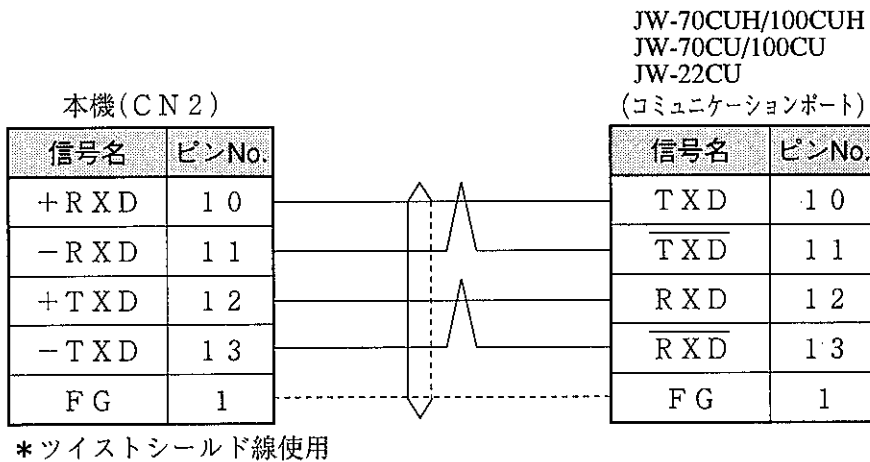 JW-70CUH/100CUH
JW-70CU/100CU
JW-22CU
本機(CN2) (コミュニケーションポート)
信号名 ピンNo. 信号名 ピンNo.
+RXD 10 TXD 10
-RXD 11 TXD 11
+TXD 12 RXD 12
-TXD 13 RXD 13
FG 1 FG 1
*ツイストシールド線使用